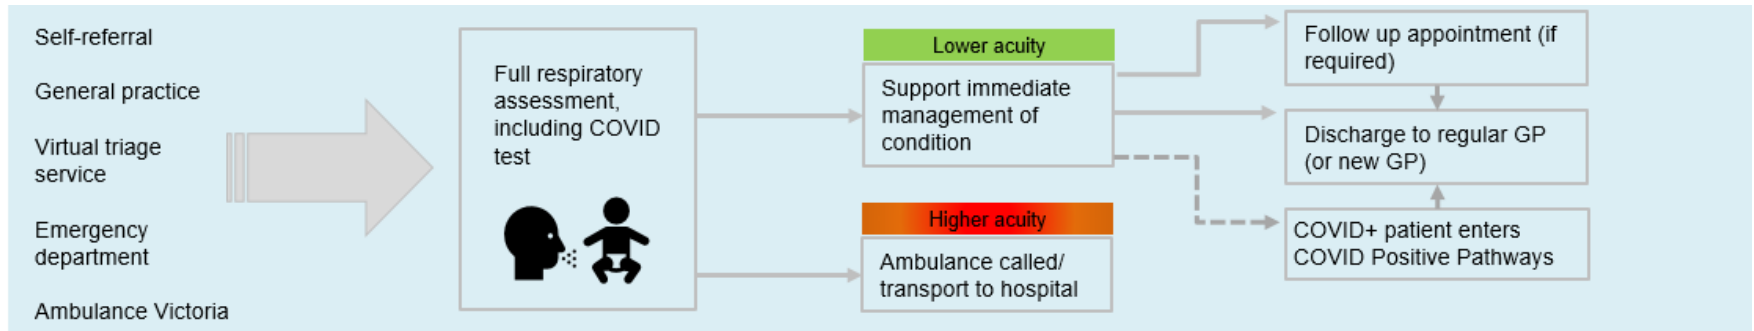 Self-referral
General practice
Virtual triage
service
Emergency
department
Ambulance Victoria
Full respiratory
assessment,
including COVID
test
Lower acuity
Support immediate
management of
condition
Higher acuity
Ambulance called/
transport to hospital
Follow up appointment (if
required)
Discharge to regular GP
(or new GP)
COVID+ patient enters
COVID Positive Pathways